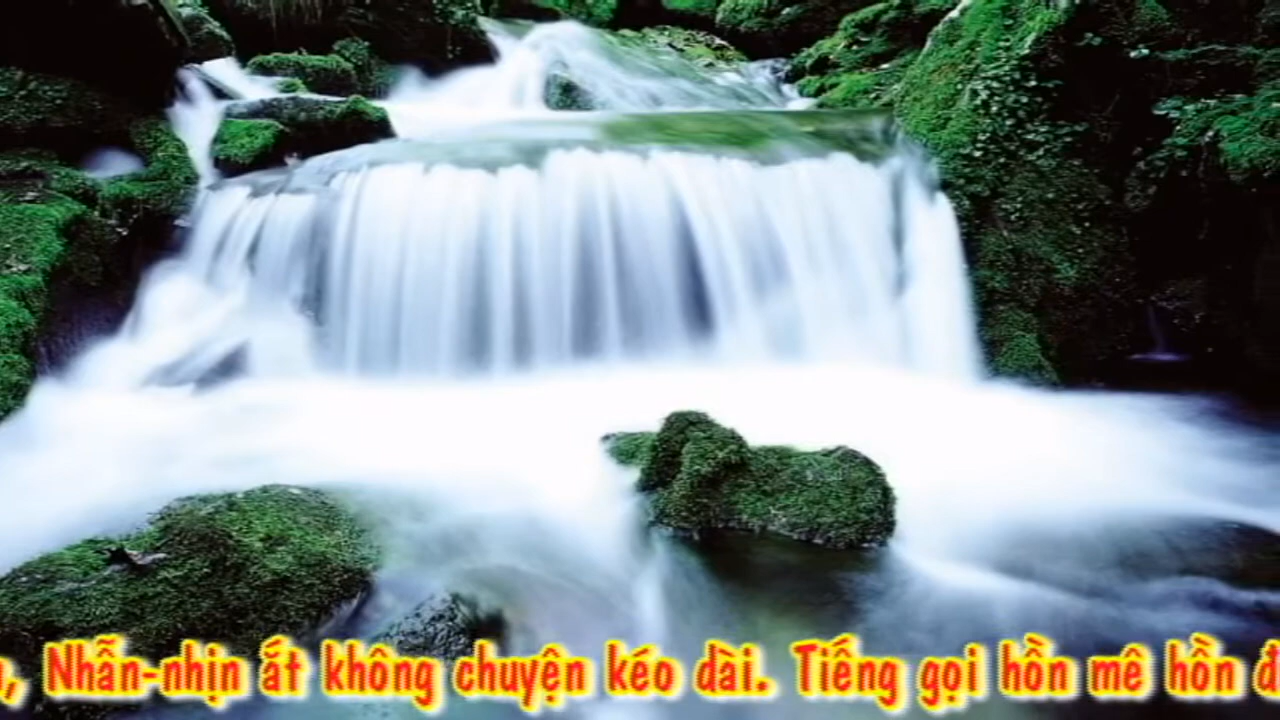 , Nhẫn-nhịn ắt không chuyện kéo dài. Tiếng gọi hồn mê hồn